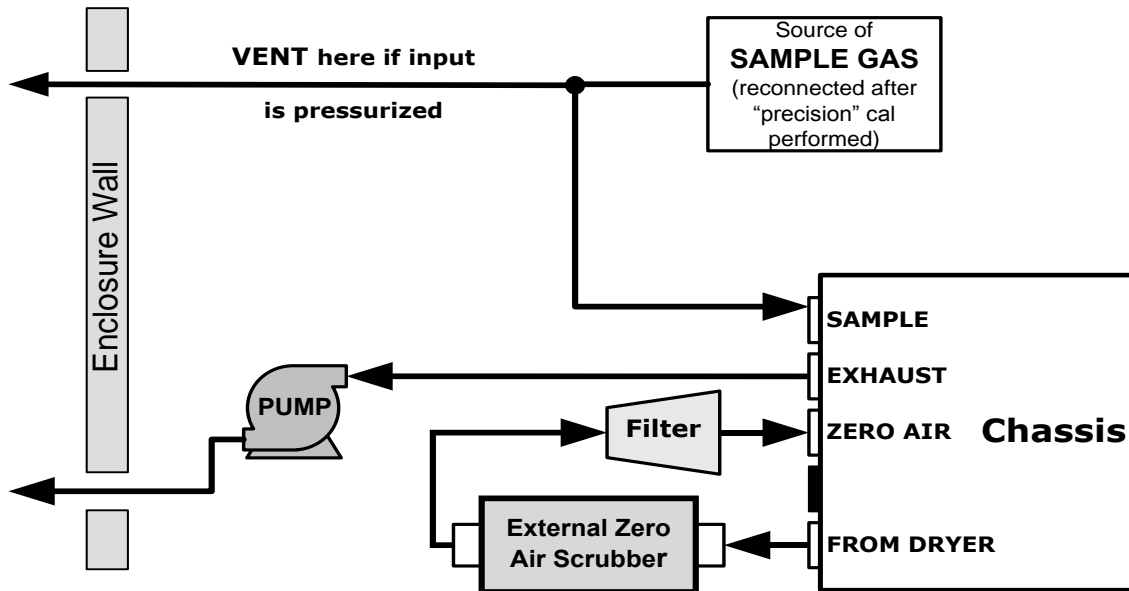 VENT here if input
is pressurized
Source of
SAMPLE GAS
(reconnected after
“precision” cal
performed)
Enclosure Wall
SAMPLE
EXHAUST
PUMP
Filter
ZERO AIR
Chassis
External Zero
Air Scrubber
FROM DRYER